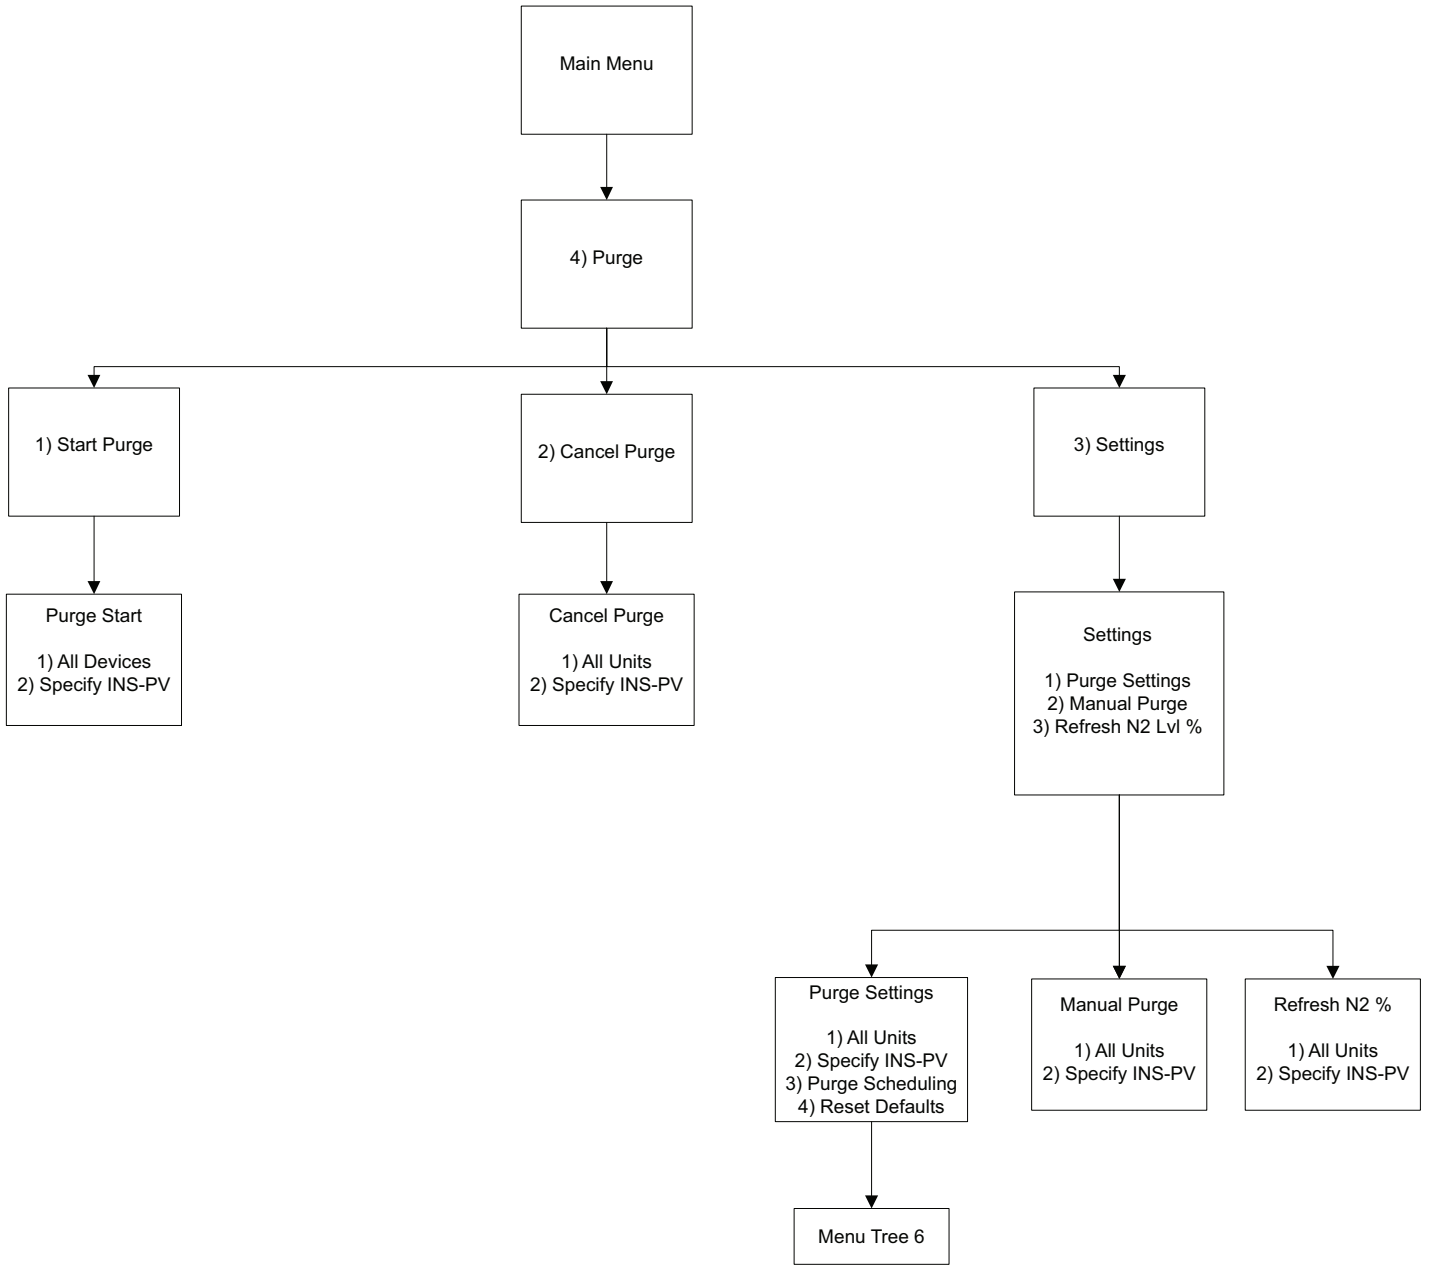 Main Menu
4) Purge
1) Start Purge
2) Cancel Purge
3) Settings
Purge Start
1) All Devices
2) Specify INS-PV
Cancel Purge
1) All Units
2) Specify INS-PV
Settings
1) Purge Settings
2) Manual Purge
3) Refresh N2 Lvl %
Purge Settings
1) All Units
2) Specify INS-PV
3) Purge Scheduling
4) Reset Defaults
Manual Purge
1) All Units
2) Specify INS-PV
Refresh N2 %
1) All Units
2) Specify INS-PV
Menu Tree 6